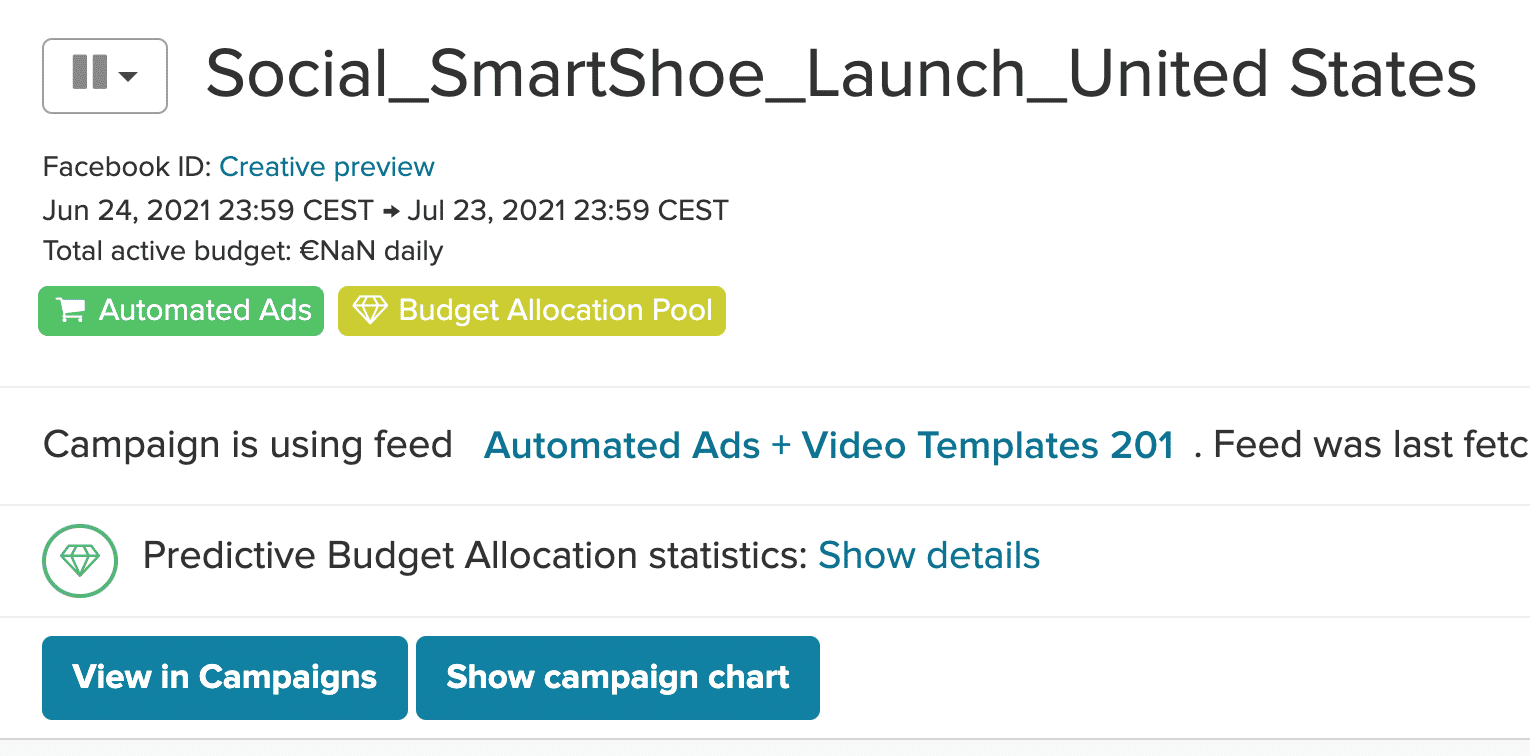 Social_SmartShoe_Launch_United States
Facebook ID: Creative preview
Jun 24, 2021 23:59 CEST → Jul 23, 2021 23:59 CEST
Total active budget: €NaN daily
Automated Ads Budget Allocation Pool
Campaign is using feed Automated Ads + Video Templates 201 . Feed was last fetc
Predictive Budget Allocation statistics: Show details
View in Campaigns Show campaign chart